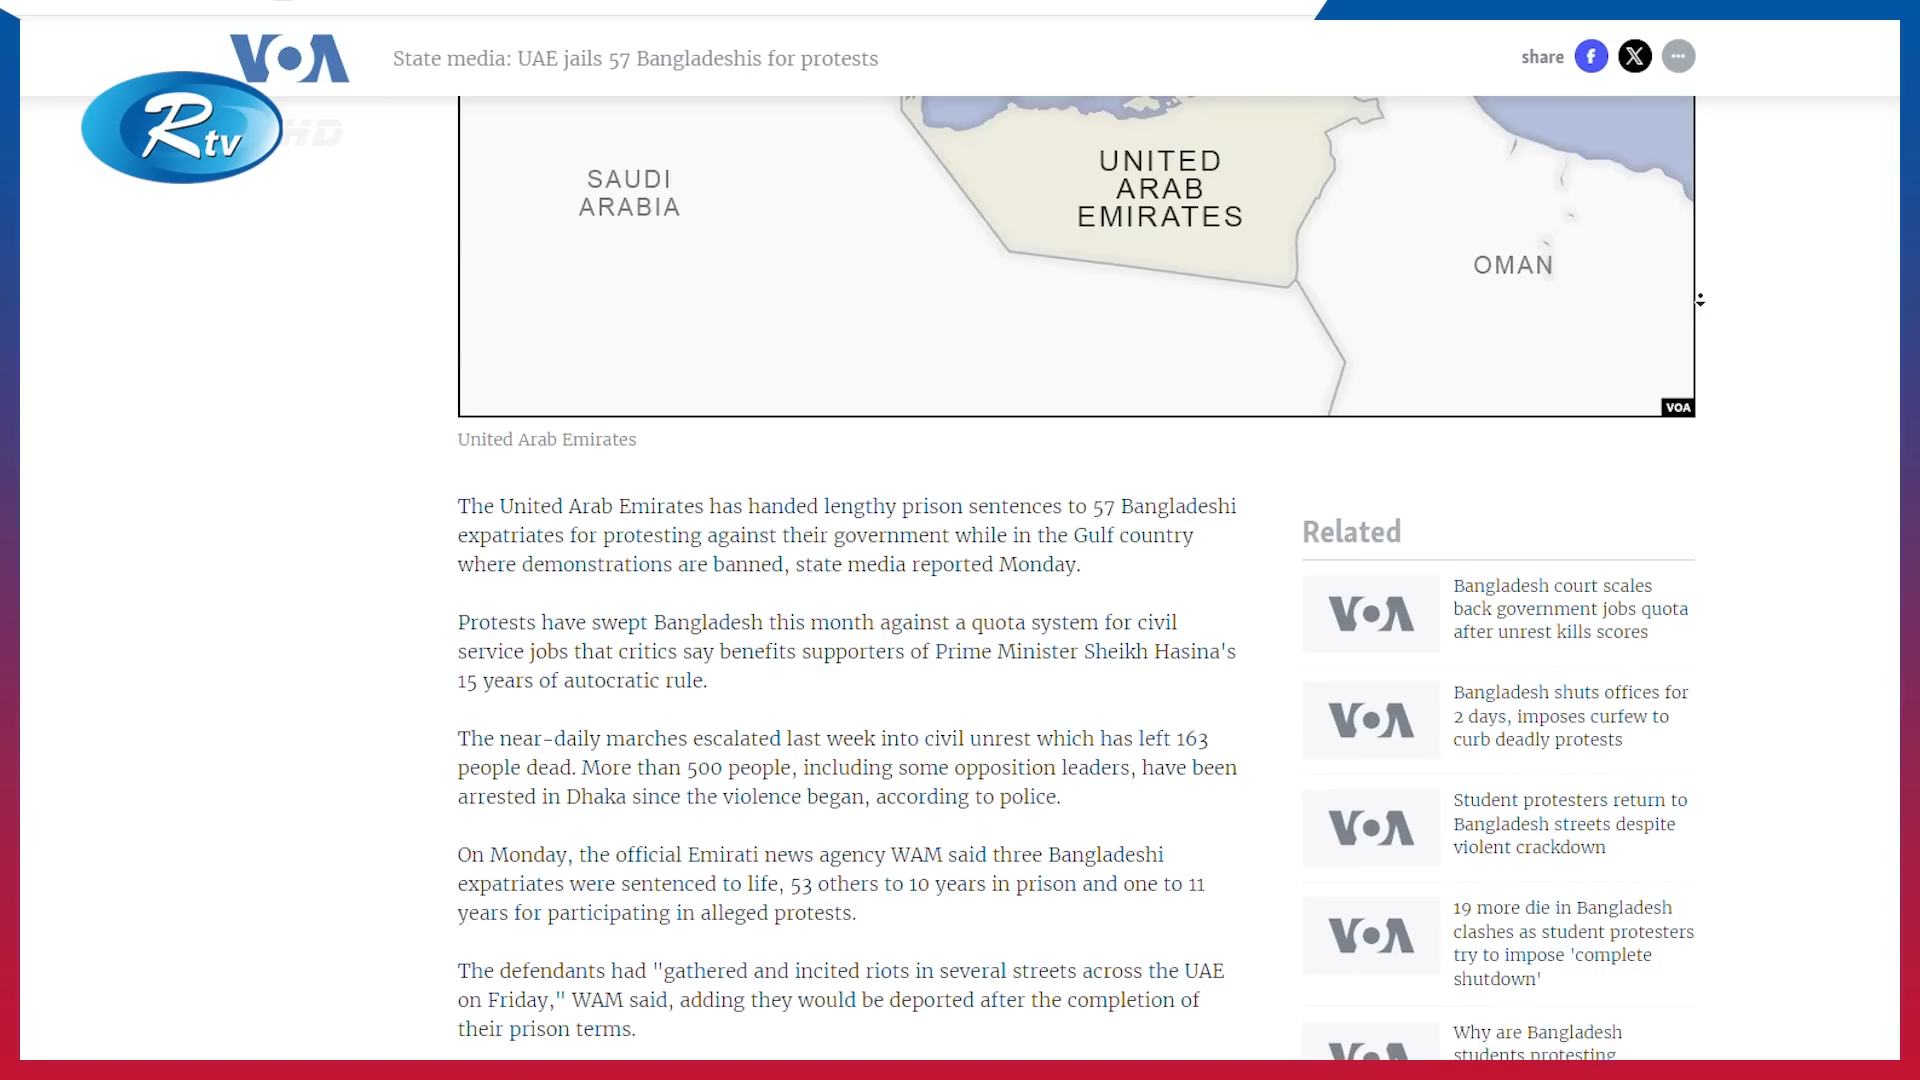 VOA
State media: UAE jails 57 Bangladeshis for protests
share
Rtv
HD
SAUDI
ARABIA
UNITED
ARAB
EMIRATES
OMAN
VOA
United Arab Emirates
The United Arab Emirates has handed lengthy prison sentences to 57 Bangladeshi
expatriates for protesting against their government while in the Gulf country
where demonstrations are banned, state media reported Monday.
Protests have swept Bangladesh this month against a quota system for civil
service jobs that critics say benefits supporters of Prime Minister Sheikh Hasina's
15 years of autocratic rule.
The near-daily marches escalated last week into civil unrest which has left 163
people dead. More than 500 people, including some opposition leaders, have been
arrested in Dhaka since the violence began, according to police.
On Monday, the official Emirati news agency WAM said three Bangladeshi
expatriates were sentenced to life, 53 others to 10 years in prison and one to 11
years for participating in alleged protests.
The defendants had "gathered and incited riots in several streets across the UAE
on Friday," WAM said, adding they would be deported after the completion of
their prison terms.
Related
VOA
Bangladesh court scales
back government jobs quota
after unrest kills scores
VOA
Bangladesh shuts offices for
2 days, imposes curfew to
curb deadly protests
VOA
Student protesters return to
Bangladesh streets despite
violent crackdown
VOA
19 more die in Bangladesh
clashes as student protesters
try to impose 'complete
shutdown'
VOA
Why are Bangladesh
students protesting